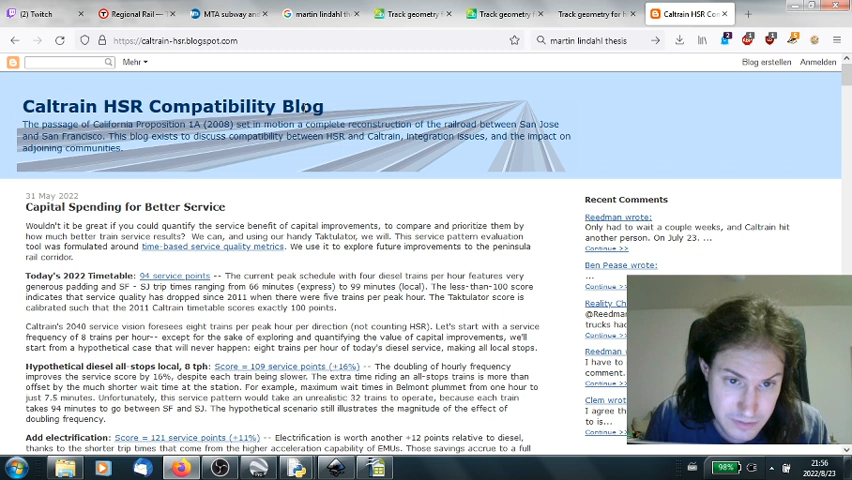 (2) Twitch
Regional Rail —
MTA subway and
martin lindahl th
Track geometry f
Track geometry f
Track geometry for h
Caltrain HSR Con
https://caltrain-hsr.blogspot.com
martin lindahl thesis
Mehr
Blog erstellen
Anmelden
Caltrain HSR Compatibility Blog
The passage of California Proposition 1A (2008) set in motion a complete reconstruction of the railroad between San Jose
and San Francisco. This blog exists to discuss compatibility between HSR and Caltrain, integration issues, and the impact on
adjoining communities.
31 May 2022
Capital Spending for Better Service
Wouldn't it be great if you could quantify the service benefit of capital improvements, to compare and prioritize them by
how much better train service results? We can, and using our handy Taktulator, we will. This service pattern evaluation
tool was formulated around time-based service quality metrics. We use it to explore future improvements to the peninsula
rail corridor.
Today's 2022 Timetable: 94 service points -- The current peak schedule with four diesel trains per hour features very
generous padding and SF - SJ trip times ranging from 66 minutes (express) to 99 minutes (local). The less-than-100 score
indicates that service quality has dropped since 2011 when there were five trains per peak hour. The Taktulator score is
calibrated such that the 2011 Caltrain timetable scores exactly 100 points.
Caltrain's 2040 service vision foresees eight trains per peak hour per direction (not counting HSR). Let's start with a service
frequency of 8 trains per hour-- except for the sake of exploring and quantifying the value of capital improvements, we'll
start from a hypothetical case that will never happen: eight trains per hour of today's diesel service, making all local stops.
Hypothetical diesel all-stops local, 8 tph: Score = 109 service points (+16%) -- The doubling of hourly frequency
improves the service score by 16%, despite each train being slower. The extra time riding an all-stops train is more than
offset by the much shorter wait time at the station. For example, maximum wait times in Belmont plummet from one hour to
just 7.5 minutes. Unfortunately, this service pattern would take an unrealistic 32 trains to operate, because each train
takes 94 minutes to go between SF and SJ. The hypothetical scenario still illustrates the magnitude of the effect of
doubling frequency.
Add electrification: Score = 121 service points (+11%) -- Electrification is worth another +12 points relative to diesel,
thanks to the shorter trip times that come from the higher acceleration capability of EMUs. Those savings accrue to a full
Recent Comments
Reedman wrote:
Only had to wait a couple weeks, and Caltrain hit
another person. On July 23. ...
Continue >>
...
Ben Pease wrote:
Continue >>
Reality Ch
@Reedman
trucks ha
Continue >>
Reedman w
I have to
comment.
Continue >>
Clem wrot
I agree th
to is...
Continue >>
98%
21:56
2022/8/23